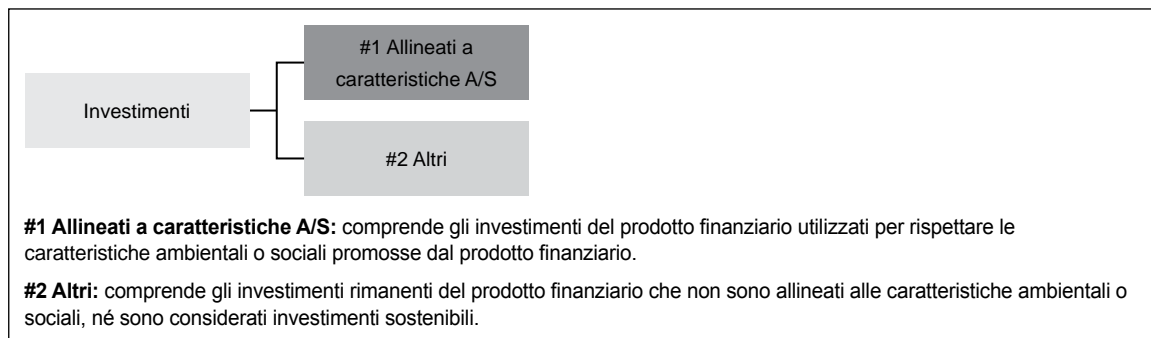 #1 Allineati a
caratteristiche A/S
Investimenti
#2 Altri
#1 Allineati a caratteristiche A/S: comprende gli investimenti del prodotto finanziario utilizzati per rispettare le
caratteristiche ambientali o sociali promosse dal prodotto finanziario.
#2 Altri: comprende gli investimenti rimanenti del prodotto finanziario che non sono allineati alle caratteristiche ambientali o
sociali, né sono considerati investimenti sostenibili.